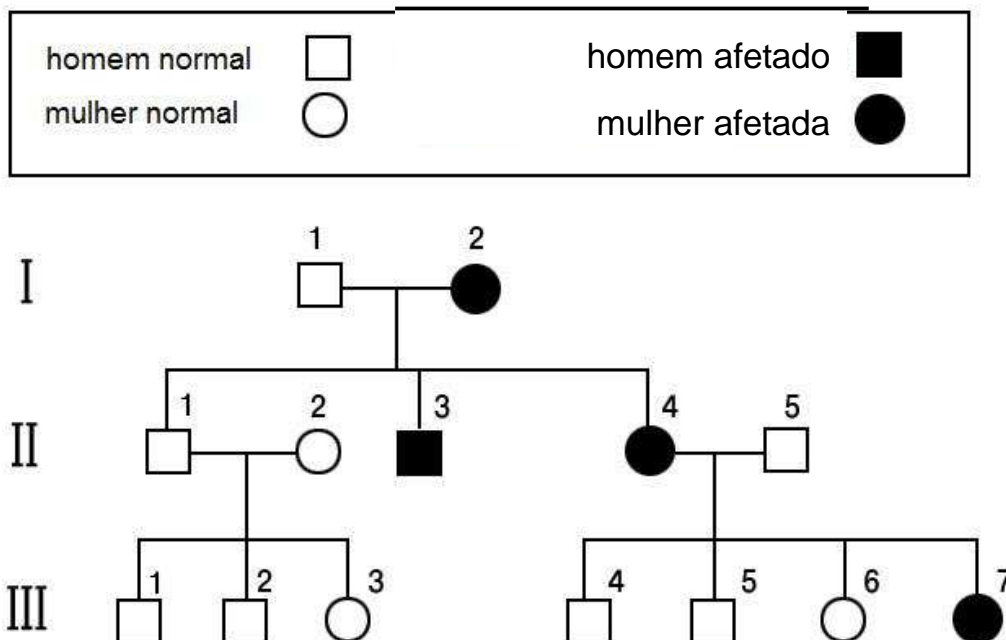 homem normal homem afetado
mulher normal mulher afetada
1 2
I
1 2 3 4 5
II
1 2 3 4 5 6 7
III